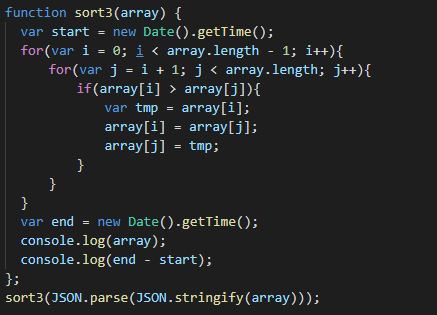 function sort3(array) {
  var start = new Date().getTime();
  for(var i = 0; i < array.length - 1; i++){
      for(var j = i + 1; j < array.length; j++){
          if(array[i] > array[j]){
              var tmp = array[i];
              array[i] = array[j];
              array[j] = tmp;
          }
      }
  }
  var end = new Date().getTime();
  console.log(array);
  console.log(end - start);
};
sort3(JSON.parse(JSON.stringify(array)));